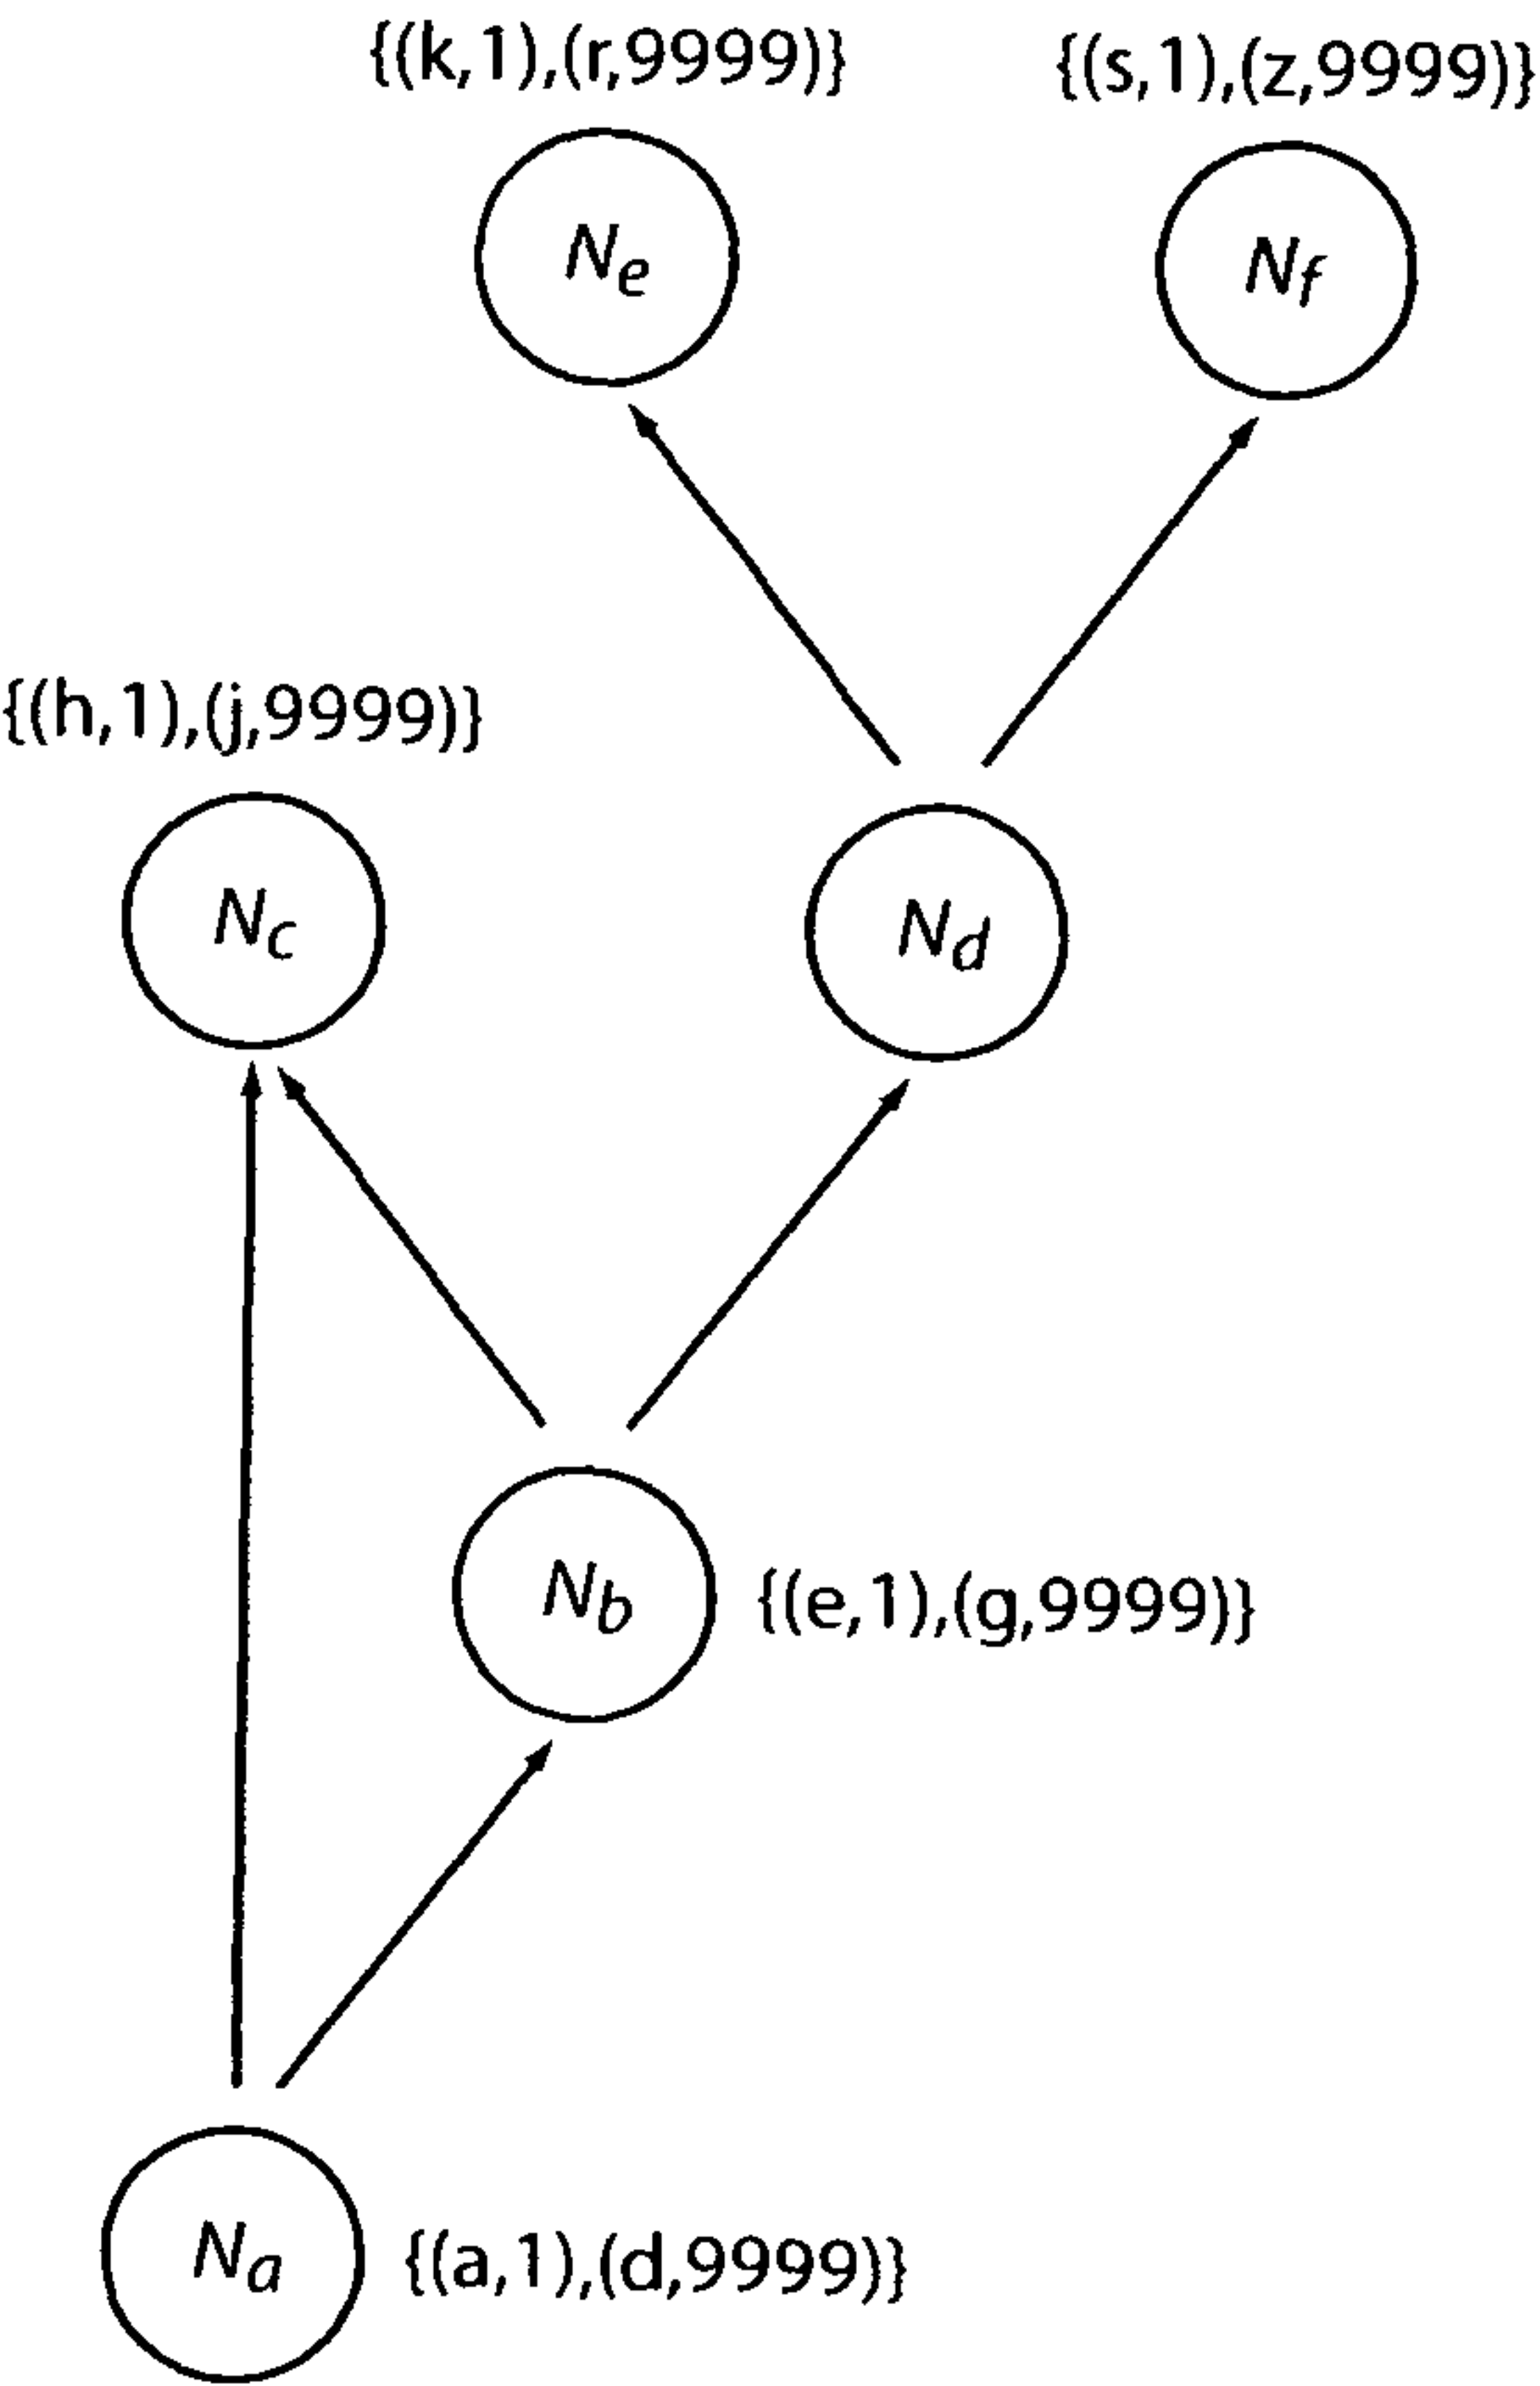 {(k,1),(r,9999)} {(s,1),(z,9999)}
Ne Nf
{(h,1),(j,9999)}
Nc Nd
Nb {(e,1),(g,9999)}
Na {(a,1),(d,9999)}